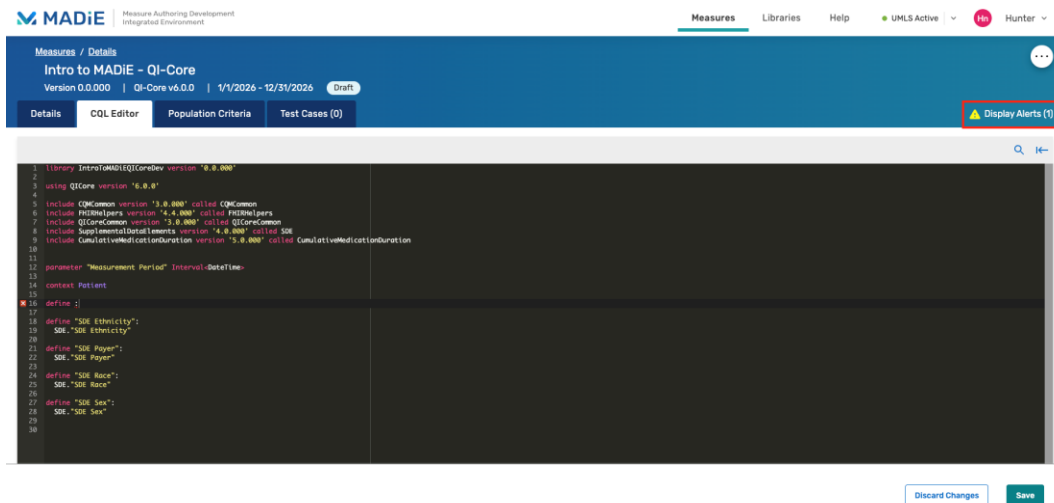 MADiE
Measure Authoring Development
Integrated Environment
Measures
Libraries
Help
UMLS Active
Hn
Hunter
Measures / Details
Intro to MADiE - QI-Core
Version 0.0.000 | QI-Core v6.0.0 | 1/1/2026 - 12/31/2026 Draft
Details
CQL Editor
Population Criteria
Test Cases (0)
Display Alerts (1)
1 library IntroToMADiEQICoreDev version '0.0.000'
2
3 using QICore version '6.0.0'
4
5 include CQMCommon version '3.0.000' called CQMCommon
6 include FHIRHelpers version '4.4.000' called FHIRHelpers
7 include QICoreCommon version '3.0.000' called QICoreCommon
8 include SupplementalDataElements version '4.0.000' called SDE
9 include CumulativeMedicationDuration version '5.0.000' called CumulativeMedicationDuration
10
11
12 parameter "Measurement Period" Interval<DateTime>
13
14 context Patient
15
16 define :
17
18 define "SDE Ethnicity":
19 SDE."SDE Ethnicity"
20
21 define "SDE Payer":
22 SDE."SDE Payer"
23
24 define "SDE Race":
25 SDE."SDE Race"
26
27 define "SDE Sex":
28 SDE."SDE Sex"
29
30
Discard Changes
Save